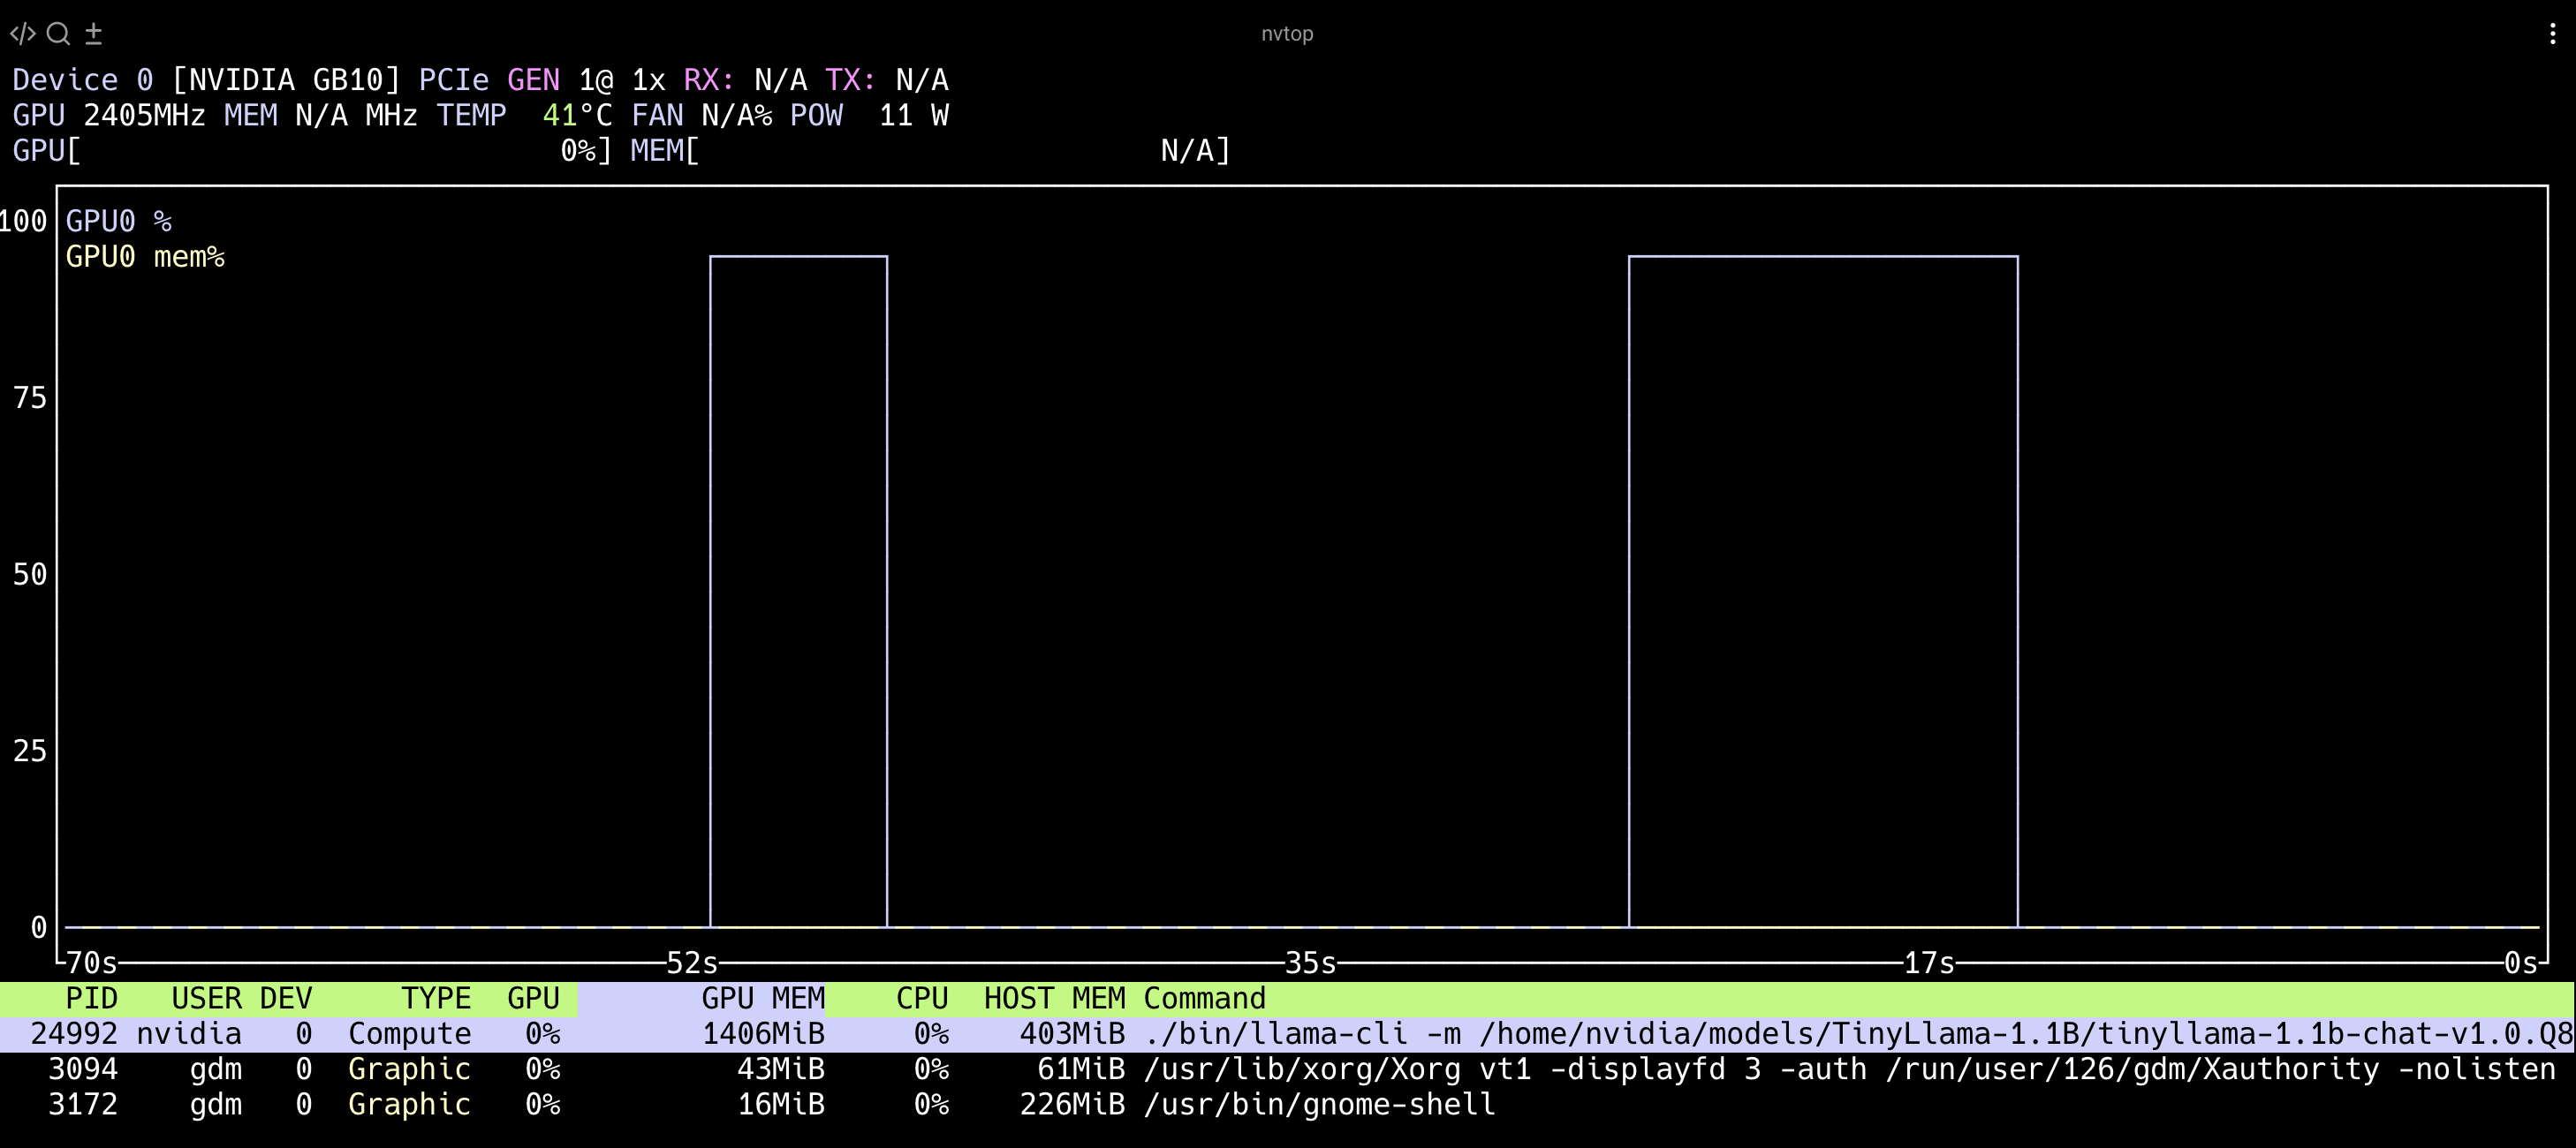 nvtop
Device 0 [NVIDIA GB10] PCIe GEN 1@ 1x RX: N/A TX: N/A
GPU 2405MHz MEM N/A MHz TEMP  41°C FAN N/A% POW  11 W
GPU[ 0%] MEM[ N/A]
100
GPU0 %
GPU0 mem%
75
50
25
0
70s 52s 35s 17s 0s
PID USER DEV TYPE GPU GPU MEM CPU HOST MEM Command
24992 nvidia 0 Compute 0% 1406MiB 0% 403MiB ./bin/llama-cli -m /home/nvidia/models/TinyLlama-1.1B/tinyllama-1.1b-chat-v1.0.Q8
3094 gdm 0 Graphic 0% 43MiB 0% 61MiB /usr/lib/xorg/Xorg vt1 -displayfd 3 -auth /run/user/126/gdm/Xauthority -nolisten
3172 gdm 0 Graphic 0% 16MiB 0% 226MiB /usr/bin/gnome-shell